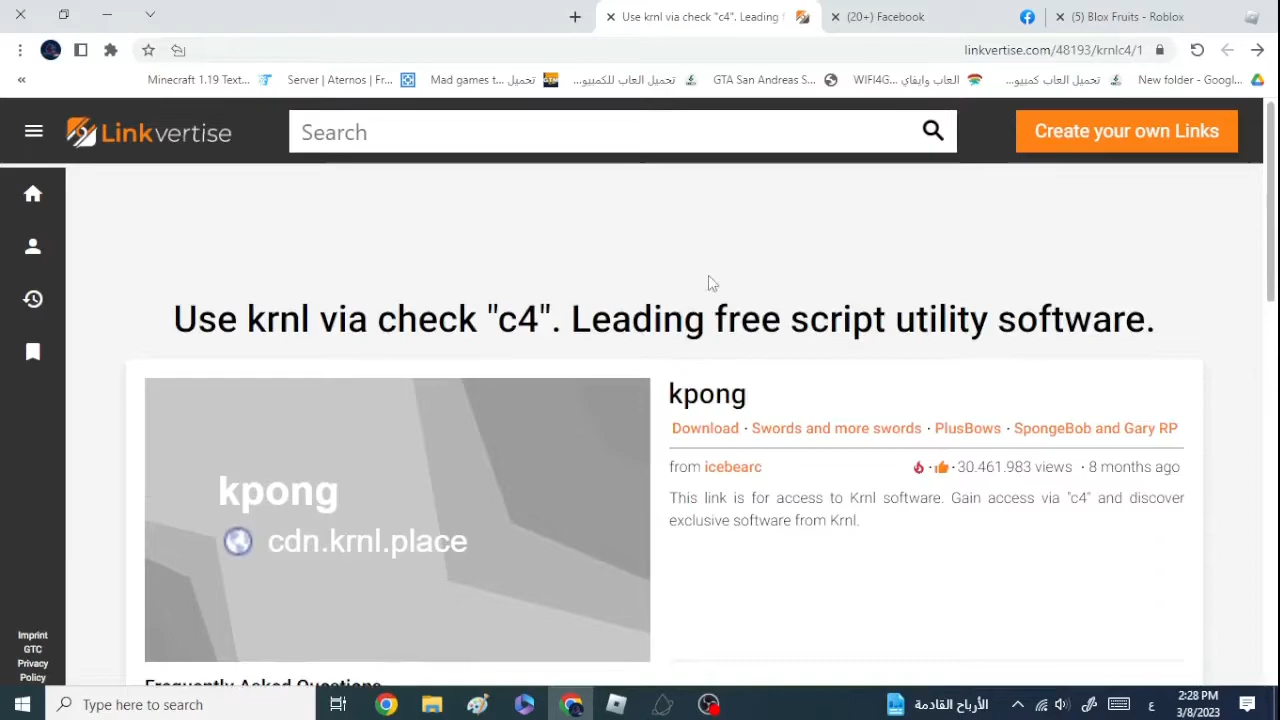 Use krnl via check "c4". Leading f
(20+) Facebook
(5) Blox Fruits - Roblox
linkvertise.com/48193/krnlc4/1
Minecraft 1.19 Text...
Server | Aternos | Fr...
Mad games t...
تحميل
تحميل العاب للكمبيو...
GTA San Andreas S...
WIFI4G... العاب وايفاي
تحميل العاب كمبيو...
New folder - Googl...
Linkvertise
Search
Create your own Links
Use krnl via check "c4". Leading free script utility software.
kpong
cdn.krnl.place
kpong
Download · Swords and more swords · PlusBows · SpongeBob and Gary RP
from icebearc
30.461.983 views · 8 months ago
This link is for access to Krnl software. Gain access via "c4" and discover
exclusive software from Krnl.
Frequently Asked Questions
Imprint
GTC
Privacy
Policy
Type here to search
الأرباح القادمة
ع
2:28 PM
3/8/2023